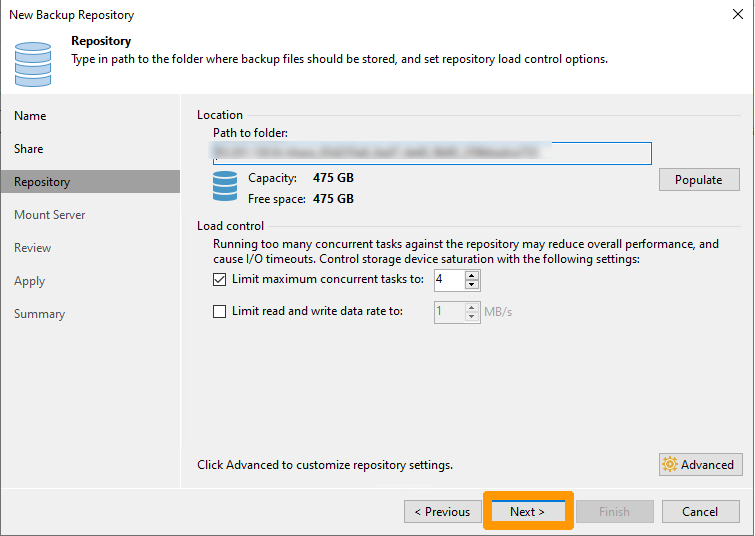 New Backup Repository
Repository
Type in path to the folder where backup files should be stored, and set repository load control options.
Name
Share
Repository
Mount Server
Review
Apply
Summary
Location
Path to folder:
Capacity: 475 GB
Free space: 475 GB
Populate
Load control
Running too many concurrent tasks against the repository may reduce overall performance, and
cause I/O timeouts. Control storage device saturation with the following settings:
Limit maximum concurrent tasks to: 4
Limit read and write data rate to: 1 MB/s
Click Advanced to customize repository settings.
Advanced
< Previous
Next >
Finish
Cancel